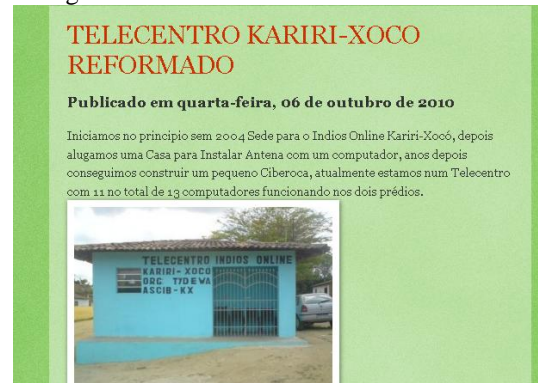 TELECENTRO KARIRI-XOCO
REFORMADO
Publicado em quarta-feira, 06 de outubro de 2010
Iniciamos no principio sem 2004 Sede para o Indios Online Kariri-Xocó, depois
alugamos uma Casa para Instalar Antena com um computador, anos depois
conseguimos construir um pequeno Ciberoca, atualmente estamos num Telecentro
com 11 no total de 13 computadores funcionando nos dois prédios.
TELECENTRO INDIOS ONLINE
KARIRI-XOCÓ
ASCIB-KX